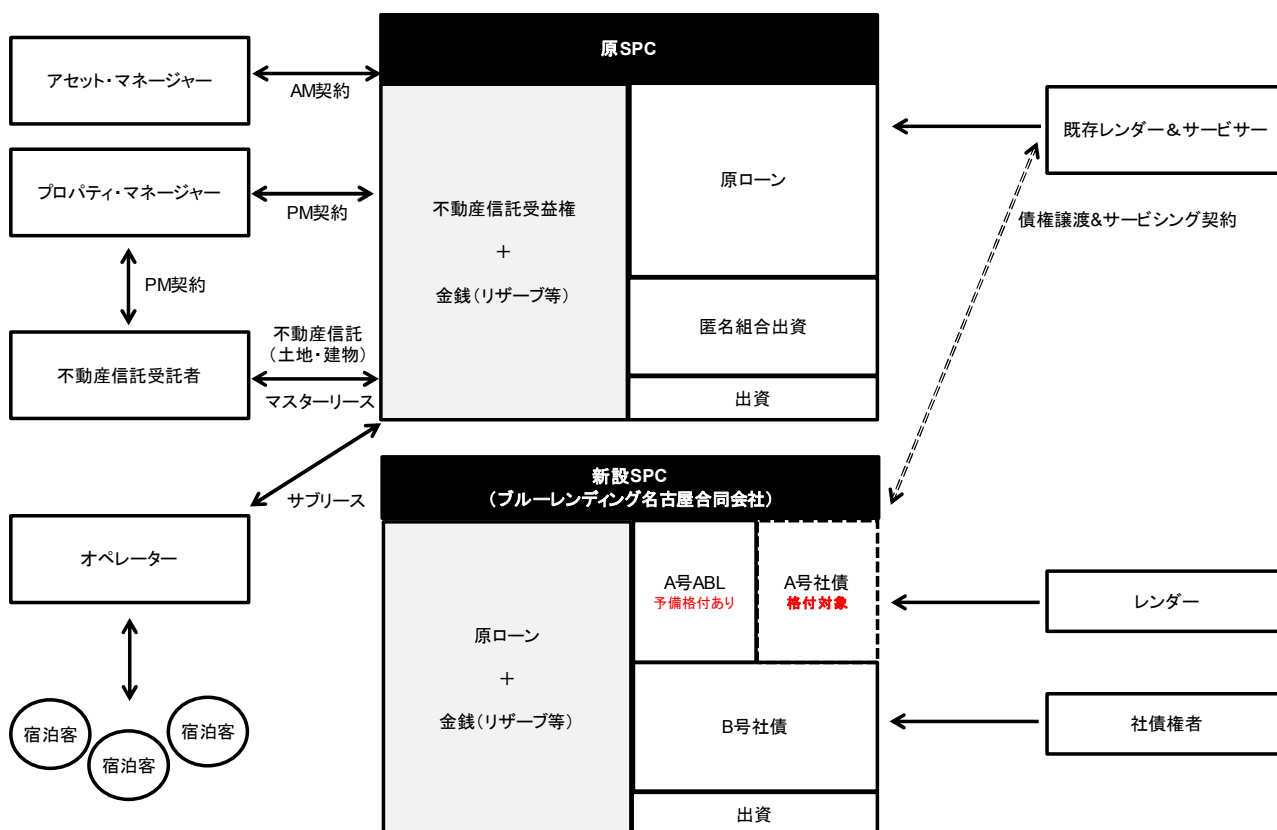 原SPC
アセット・マネージャー
AM契約
プロパティ・マネージャー
PM契約
PM契約
不動産信託受託者
不動産信託
（土地・建物）
マスターリース
不動産信託受益権
＋
金銭（リザーブ等）
原ローン
匿名組合出資
出資
既存レンダー＆サービサー
債権譲渡&サービシング契約
サブリース
オペレーター
宿泊客
宿泊客
宿泊客
新設SPC
（ブルーレンディング名古屋合同会社）
原ローン
＋
金銭（リザーブ等）
A号ABL
予備格付あり
A号社債
格付対象
B号社債
出資
レンダー
社債権者